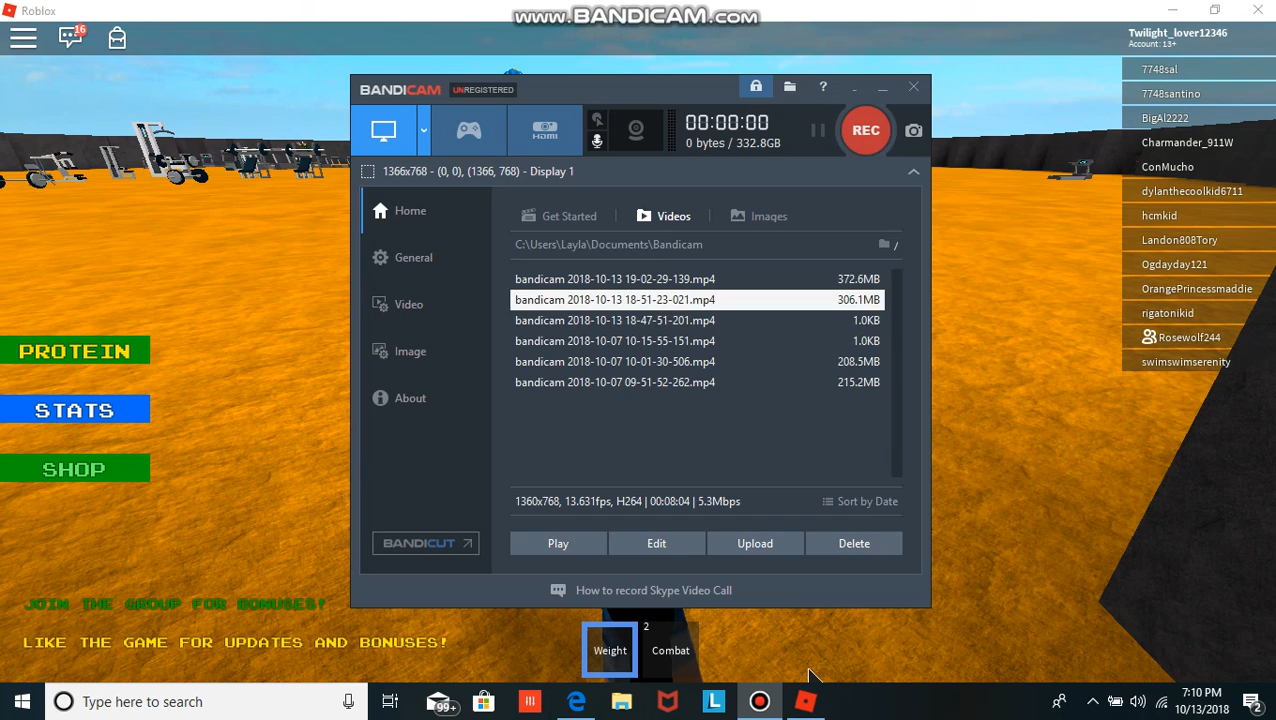 Roblox
www.BANDICAM.com
16
Twilight_lover12346
Account: 13+
7748sal
7748santino
BigAl2222
Charmander_911W
ConMucho
dylanthecoolkid6711
hcmkid
Landon808Tory
Ogdayday121
OrangePrincessmaddie
rigatonikid
Rosewolf244
swimswimserenity
BANDICAM UNREGISTERED
?
HDMI
00:00:00
0 bytes / 332.8GB
REC
1366x768 - (0, 0), (1366, 768) - Display 1
Home
General
Video
Image
About
BANDICUT
Get Started
Videos
Images
C:\Users\Layla\Documents\Bandicam
/
bandicam 2018-10-13 19-02-29-139.mp4 372.6MB
bandicam 2018-10-13 18-51-23-021.mp4 306.1MB
bandicam 2018-10-13 18-47-51-201.mp4 1.0KB
bandicam 2018-10-07 10-15-55-151.mp4 1.0KB
bandicam 2018-10-07 10-01-30-506.mp4 208.5MB
bandicam 2018-10-07 09-51-52-262.mp4 215.2MB
1360x768, 13.631fps, H264 | 00:08:04 | 5.3Mbps
Sort by Date
Play
Edit
Upload
Delete
How to record Skype Video Call
PROTEIN
STATS
SHOP
JOIN THE GROUP FOR BONUSES!
LIKE THE GAME FOR UPDATES AND BONUSES!
Weight
2
Combat
Type here to search
99+
L
7:10 PM
10/13/2018
2